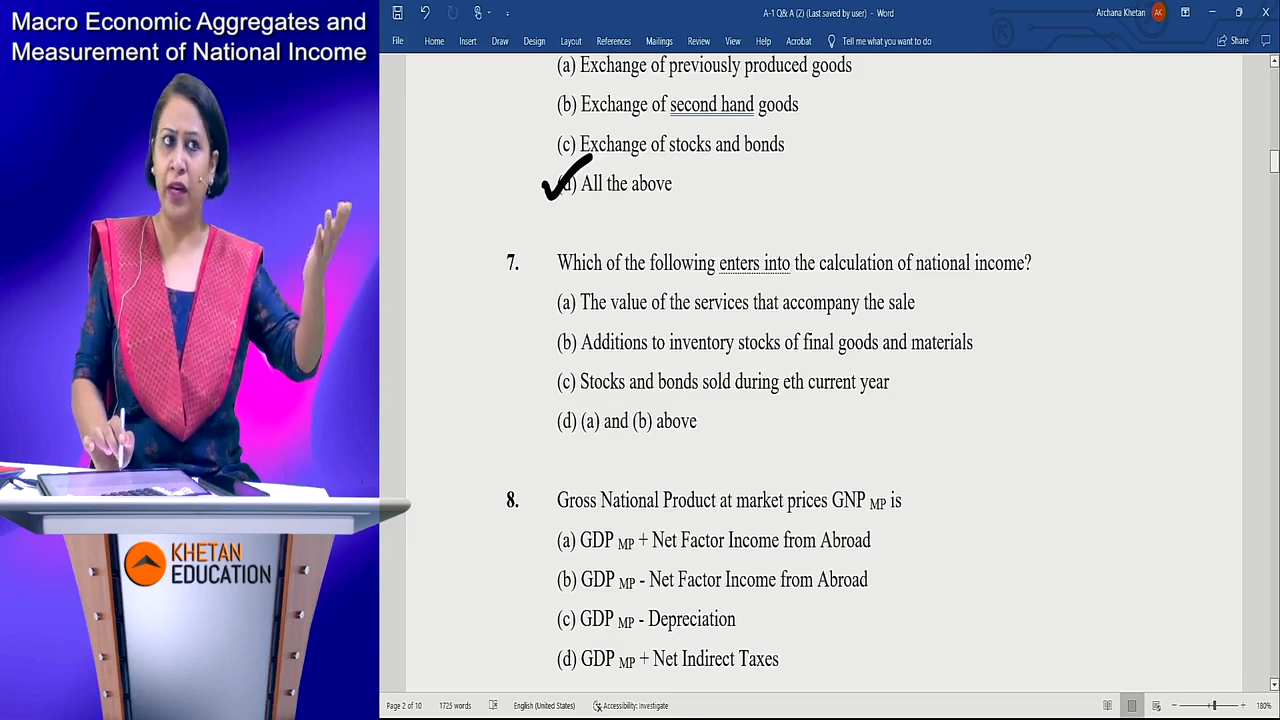 Macro Economic Aggregates and
Measurement of National Income
A-1 Q& A (2) (Last saved by user) - Word
Archana Khetan
AK
File Home Insert Draw Design Layout References Mailings Review View Help Acrobat Tell me what you want to do
Share
(a) Exchange of previously produced goods
(b) Exchange of second hand goods
(c) Exchange of stocks and bonds
(d) All the above
7. Which of the following enters into the calculation of national income?
(a) The value of the services that accompany the sale
(b) Additions to inventory stocks of final goods and materials
(c) Stocks and bonds sold during eth current year
(d) (a) and (b) above
8. Gross National Product at market prices GNP MP is
(a) GDP MP + Net Factor Income from Abroad
(b) GDP MP - Net Factor Income from Abroad
(c) GDP MP - Depreciation
(d) GDP MP + Net Indirect Taxes
KHETAN
EDUCATION
Page 2 of 10 1725 words English (United States) Accessibility: Investigate 180%